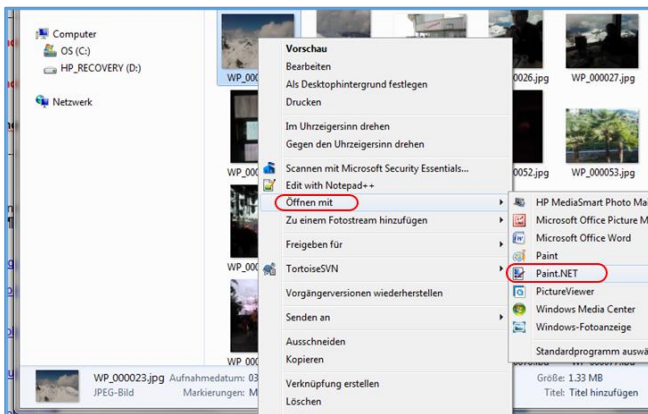 Computer
OS (C:)
HP_RECOVERY (D:)
Netzwerk
WP_000
0026.jpg
WP_000027.jpg
WP_000
0052.jpg
WP_000053.jpg
WP_000
WP_000
Vorschau
Bearbeiten
Als Desktophintergrund festlegen
Drucken
Im Uhrzeigersinn drehen
Gegen den Uhrzeigersinn drehen
Scannen mit Microsoft Security Essentials...
Edit with Notepad++
Öffnen mit
Zu einem Fotostream hinzufügen
Freigeben für
TortoiseSVN
Vorgängerversionen wiederherstellen
Senden an
Ausschneiden
Kopieren
Verknüpfung erstellen
Löschen
HP MediaSmart Photo
Microsoft Office Picture M
Microsoft Office Word
Paint
Paint.NET
PictureViewer
Windows Media Center
Windows-Fotoanzeige
Standardprogramm auswä
WP_000023.jpg Aufnahmedatum: 03
JPEG-Bild Markierungen: M
Größe: 1.33 MB
Titel: Titel hinzufügen